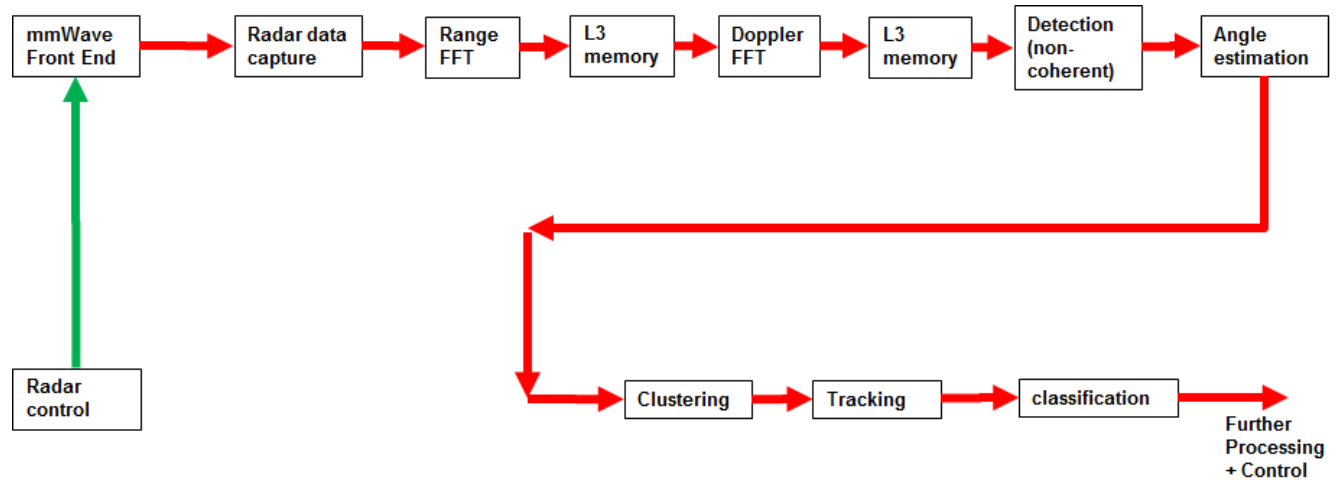 mmWave
Front End
Radar data
capture
Range
FFT
L3
memory
Doppler
FFT
L3
memory
Detection
(non-
coherent)
Angle
estimation
Radar
control
Clustering
Tracking
classification
Further
Processing
+ Control